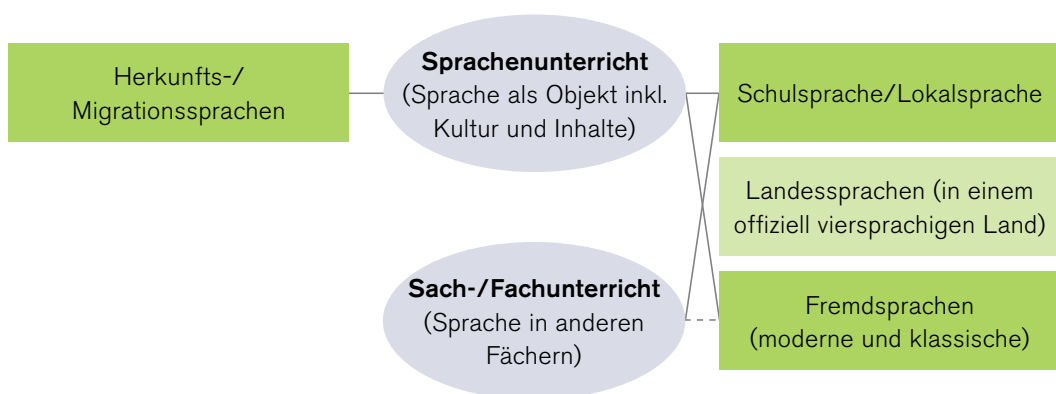 Herkunfts-/
Migrationssprachen
Sprachenunterricht
(Sprache als Objekt inkl.
Kultur und Inhalte)
Schulsprache/Lokalsprache
Landessprachen (in einem
offiziell viersprachigen Land)
Sach-/Fachunterricht
(Sprache in anderen
Fächern)
Fremdsprachen
(moderne und klassische)